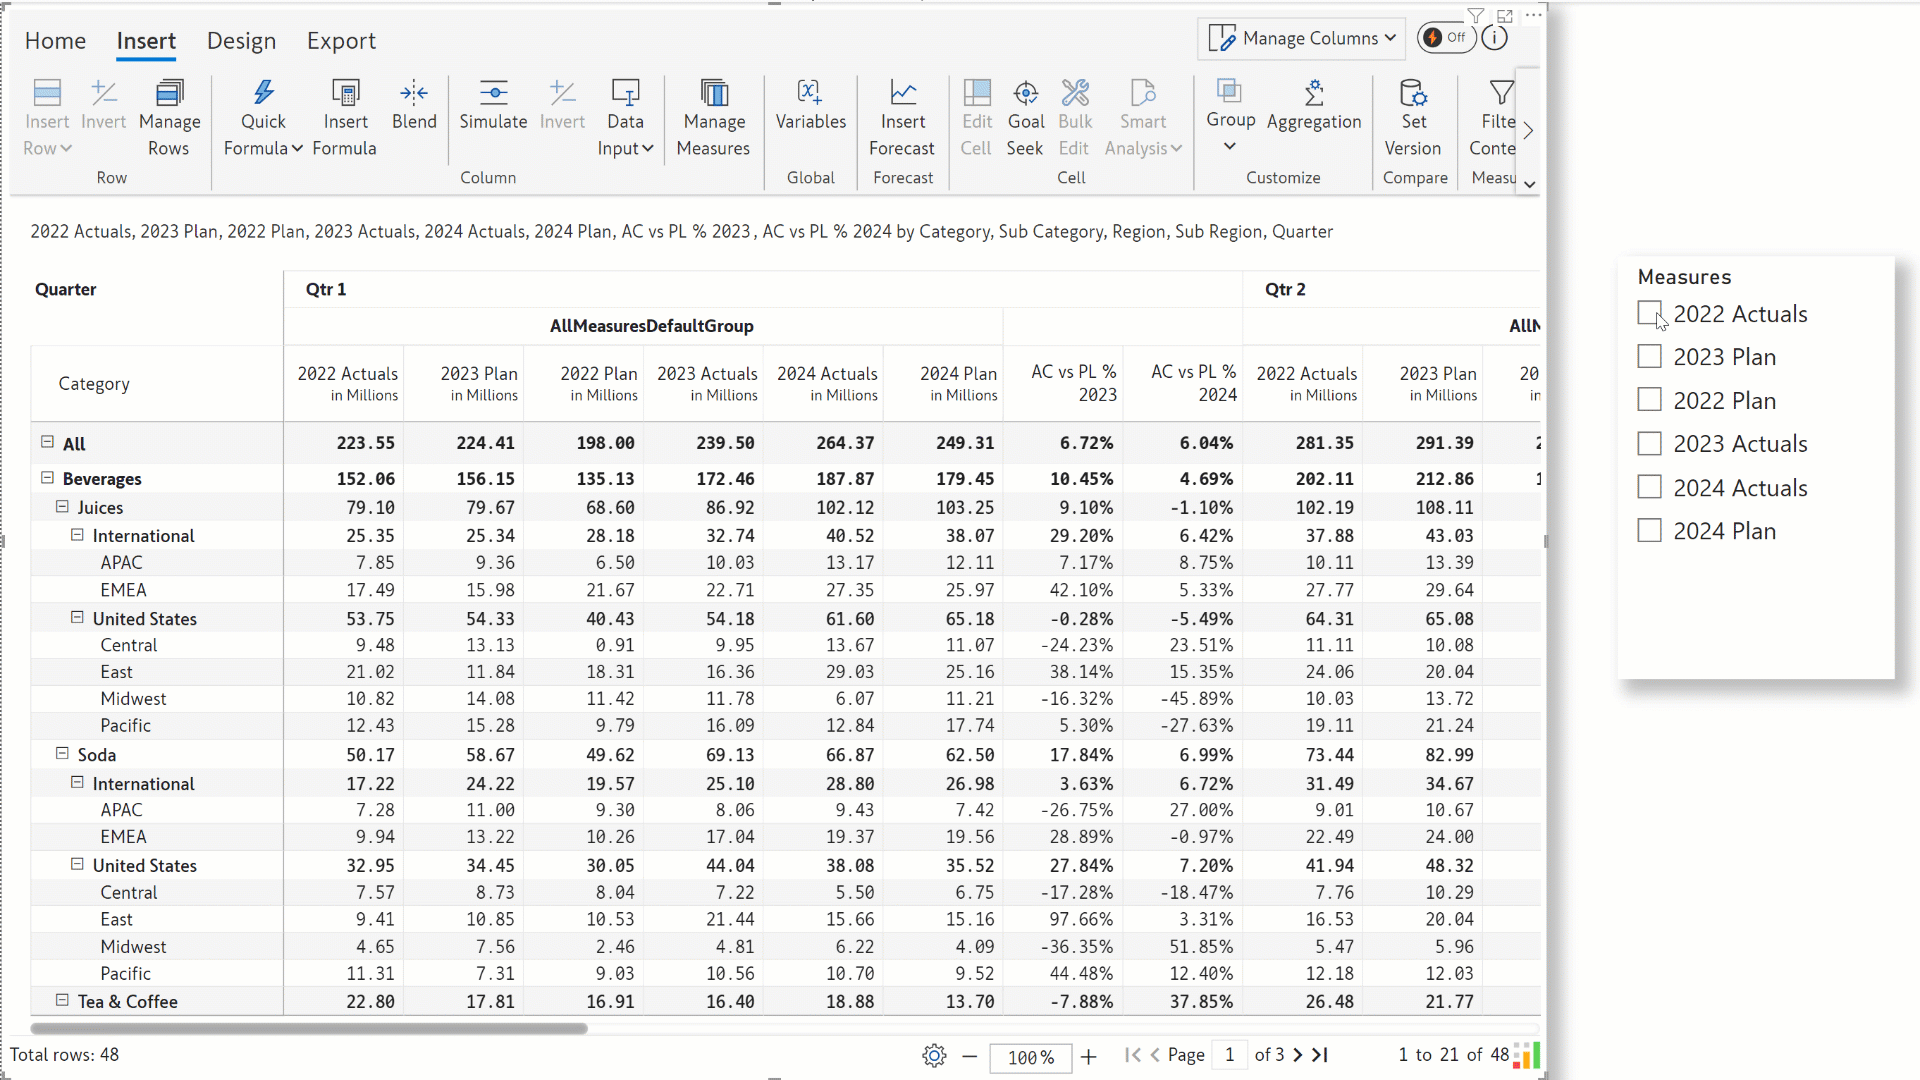 Home Insert Design Export Manage Columns Off
Insert Row Invert Manage Rows Quick Formula Insert Formula Blend Simulate Invert Data Input Manage Measures Variables Insert Forecast Edit Cell Goal Seek Bulk Edit Smart Analysis Group Aggregation Set Version Filte Conte
Row Column Global Forecast Cell Customize Compare Measu
2022 Actuals, 2023 Plan, 2022 Plan, 2023 Actuals, 2024 Actuals, 2024 Plan, AC vs PL % 2023, AC vs PL % 2024 by Category, Sub Category, Region, Sub Region, Quarter
Quarter Qtr 1 Qtr 2
AllMeasuresDefaultGroup AllM
Category 2022 Actuals in Millions 2023 Plan in Millions 2022 Plan in Millions 2023 Actuals in Millions 2024 Actuals in Millions 2024 Plan in Millions AC vs PL % 2023 AC vs PL % 2024 2022 Actuals in Millions 2023 Plan in Millions 20 in
All 223.55 224.41 198.00 239.50 264.37 249.31 6.72% 6.04% 281.35 291.39 2
Beverages 152.06 156.15 135.13 172.46 187.87 179.45 10.45% 4.69% 202.11 212.86 1
Juices 79.10 79.67 68.60 86.92 102.12 103.25 9.10% -1.10% 102.19 108.11
International 25.35 25.34 28.18 32.74 40.52 38.07 29.20% 6.42% 37.88 43.03
APAC 7.85 9.36 6.50 10.03 13.17 12.11 7.17% 8.75% 10.11 13.39
EMEA 17.49 15.98 21.67 22.71 27.35 25.97 42.10% 5.33% 27.77 29.64
United States 53.75 54.33 40.43 54.18 61.60 65.18 -0.28% -5.49% 64.31 65.08
Central 9.48 13.13 0.91 9.95 13.67 11.07 -24.23% 23.51% 11.11 10.08
East 21.02 11.84 18.31 16.36 29.03 25.16 38.14% 15.35% 24.06 20.04
Midwest 10.82 14.08 11.42 11.78 6.07 11.21 -16.32% -45.89% 10.03 13.72
Pacific 12.43 15.28 9.79 16.09 12.84 17.74 5.30% -27.63% 19.11 21.24
Soda 50.17 58.67 49.62 69.13 66.87 62.50 17.84% 6.99% 73.44 82.99
International 17.22 24.22 19.57 25.10 28.80 26.98 3.63% 6.72% 31.49 34.67
APAC 7.28 11.00 9.30 8.06 9.43 7.42 -26.75% 27.00% 9.01 10.67
EMEA 9.94 13.22 10.26 17.04 19.37 19.56 28.89% -0.97% 22.49 24.00
United States 32.95 34.45 30.05 44.04 38.08 35.52 27.84% 7.20% 41.94 48.32
Central 7.57 8.73 8.04 7.22 5.50 6.75 -17.28% -18.47% 7.76 10.29
East 9.41 10.85 10.53 21.44 15.66 15.16 97.66% 3.31% 16.53 20.04
Midwest 4.65 7.56 2.46 4.81 6.22 4.09 -36.35% 51.85% 5.47 5.96
Pacific 11.31 7.31 9.03 10.56 10.70 9.52 44.48% 12.40% 12.18 12.03
Tea & Coffee 22.80 17.81 16.91 16.40 18.88 13.70 -7.88% 37.85% 26.48 21.77
Total rows: 48 100% Page 1 of 3 1 to 21 of 48
Measures
2022 Actuals
2023 Plan
2022 Plan
2023 Actuals
2024 Actuals
2024 Plan